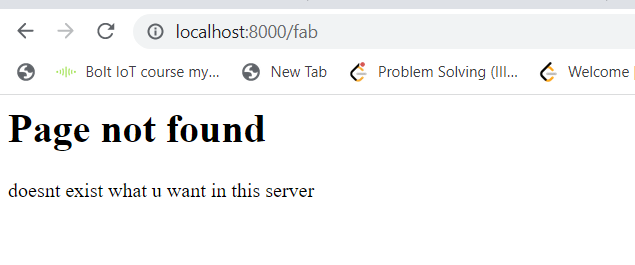 localhost:8000/fab
Bolt IoT course my... New Tab Problem Solving (III... Welcome
Page not found
doesnt exist what u want in this server